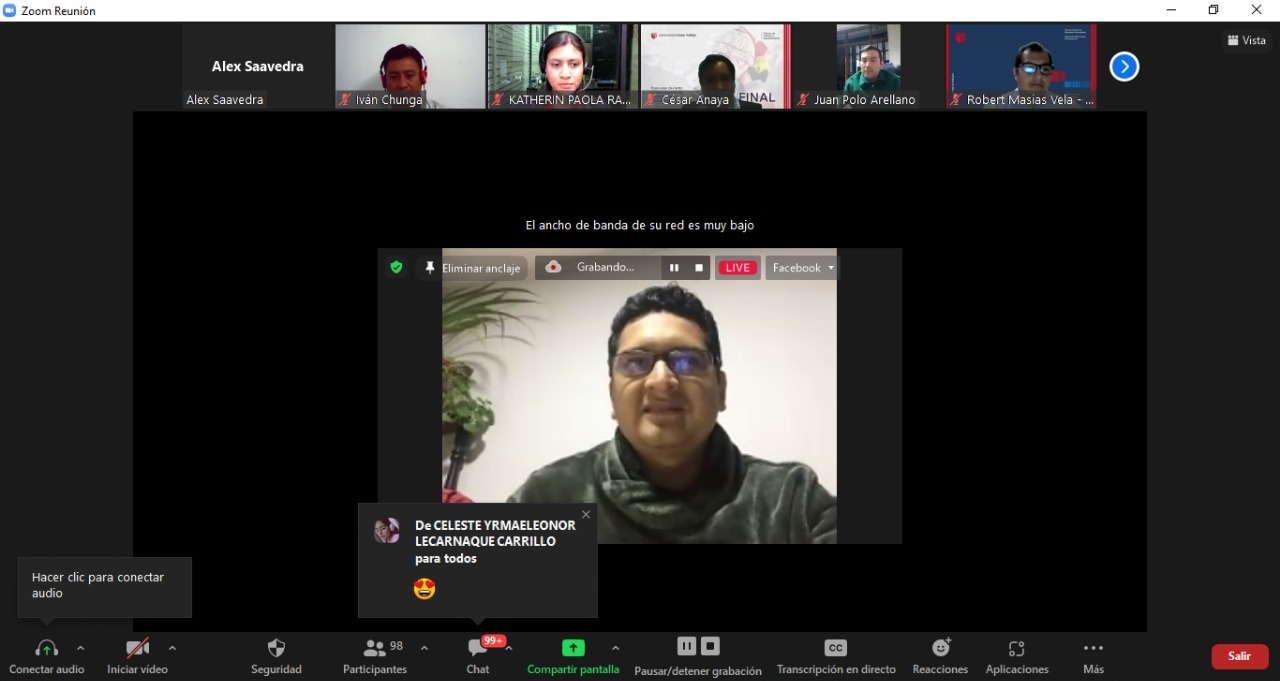 Zoom Reunión
Vista
Alex Saavedra
Alex Saavedra
Iván Chunga
KATHERIN PAOLA RA...
César Anaya
FINAL
Juan Polo Arellano
Robert Masias Vela - ...
El ancho de banda de su red es muy bajo
Eliminar anclaje
Grabando...
LIVE
Facebook
De CELESTE YRMAELEONOR
LECARNAQUE CARRILLO
para todos
Hacer clic para conectar
audio
Conectar audio
Iniciar vídeo
Seguridad
98
Participantes
99+
Chat
Compartir pantalla
Pausar/detener grabación
CC
Transcripción en directo
Reacciones
Aplicaciones
Más
Salir